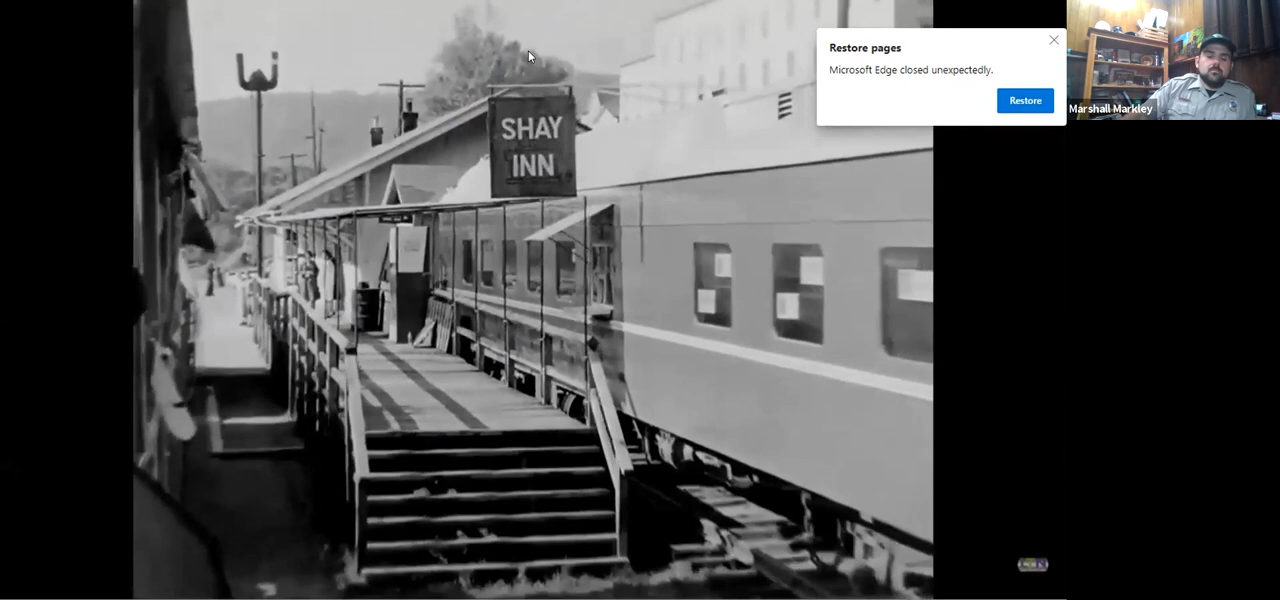 SHAY
INN
Restore pages
Microsoft Edge closed unexpectedly.
Restore
Marshall Markley